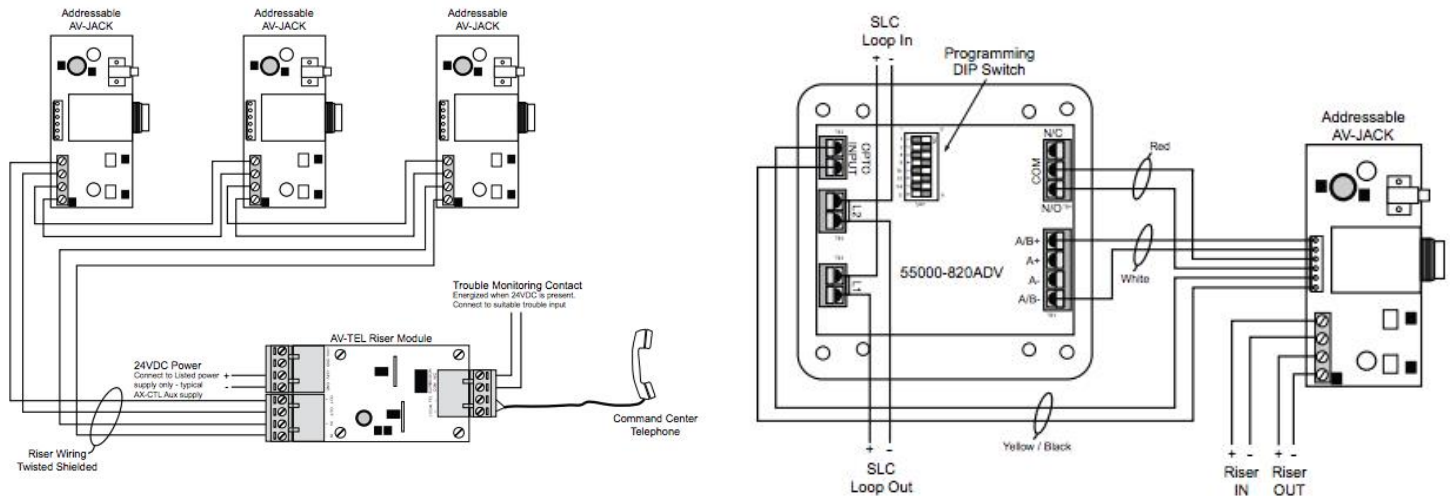 Addressable
AV-JACK
Addressable
AV-JACK
Addressable
AV-JACK
Trouble Monitoring Contact
Energized when 24VDC is present.
Connect to suitable trouble input
AV-TEL Riser Module
24VDC Power
Connect to Listed power
supply only - typical
AX-CTL Aux supply
+
-
Riser Wiring
Twisted Shielded
Command Center
Telephone
SLC
Loop In
+ -
Programming
DIP Switch
OPTO
INPUT
L2
L1
N/C
COM
N/O
A/B+
A+
A-
A/B-
55000-820ADV
Red
White
Yellow / Black
Addressable
AV-JACK
+ -
SLC
Loop Out
+ - + -
Riser Riser
IN OUT